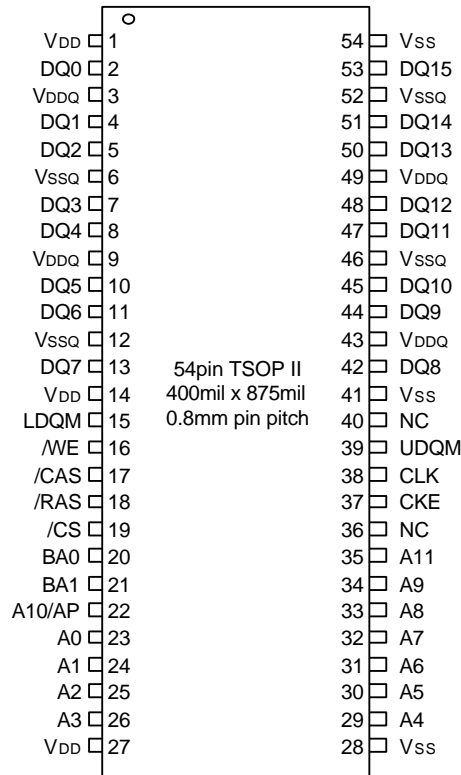 VDD 1 54 VSS
DQ0 2 53 DQ15
VDDQ 3 52 VSSQ
DQ1 4 51 DQ14
DQ2 5 50 DQ13
VSSQ 6 49 VDDQ
DQ3 7 48 DQ12
DQ4 8 47 DQ11
VDDQ 9 46 VSSQ
DQ5 10 45 DQ10
DQ6 11 44 DQ9
VSSQ 12 43 VDDQ
DQ7 13 54pin TSOP II 42 DQ8
VDD 14 400mil x 875mil 41 VSS
LDQM 15 0.8mm pin pitch 40 NC
/WE 16 39 UDQM
/CAS 17 38 CLK
/RAS 18 37 CKE
/CS 19 36 NC
BA0 20 35 A11
BA1 21 34 A9
A10/AP 22 33 A8
A0 23 32 A7
A1 24 31 A6
A2 25 30 A5
A3 26 29 A4
VDD 27 28 VSS